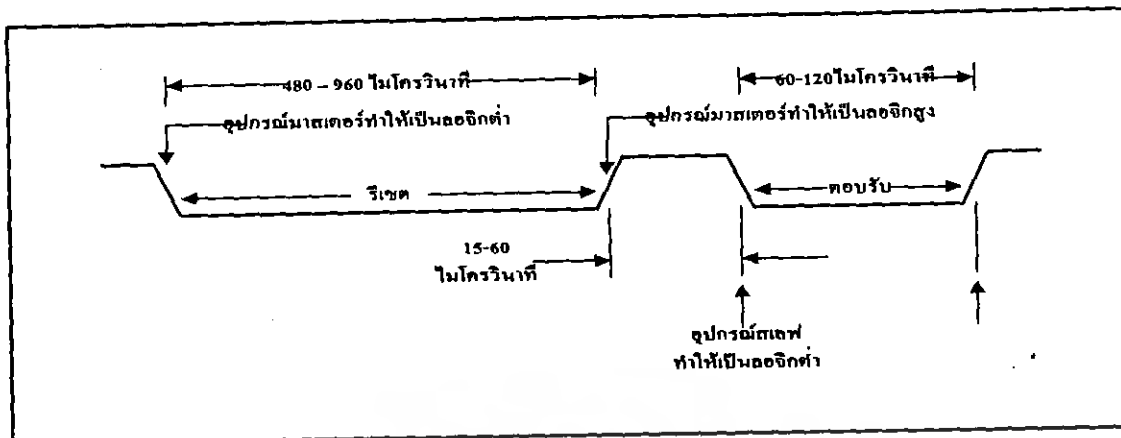 480 – 960 ไมโครวินาที
60-120 ไมโครวินาที
อุปกรณ์มาสเตอร์ทำให้เป็นลอจิกต่ำ
อุปกรณ์มาสเตอร์ทำให้เป็นลอจิกสูง
รีเซต
ตอบรับ
15-60
ไมโครวินาที
อุปกรณ์สเลฟ
ทำให้เป็นลอจิกต่ำ